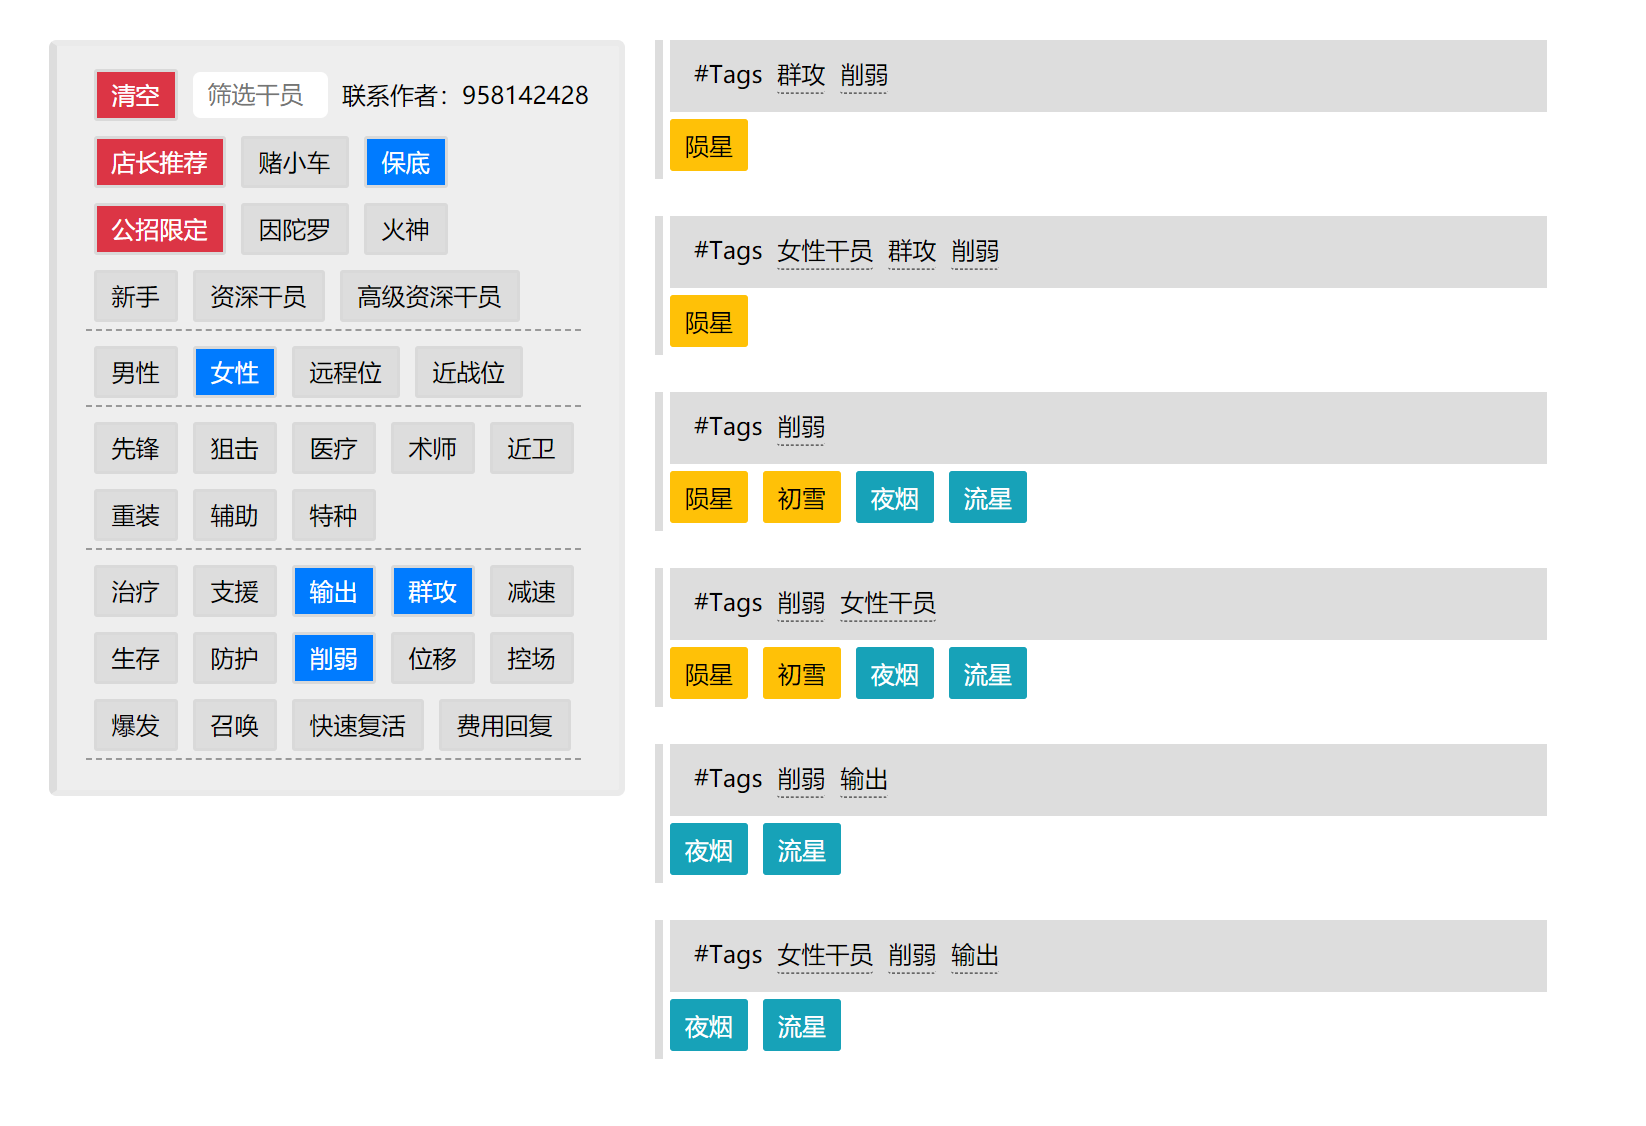 清空 筛选干员 联系作者：958142428
店长推荐 赌小车 保底
公招限定 因陀罗 火神
新手 资深干员 高级资深干员
男性 女性 远程位 近战位
先锋 狙击 医疗 术师 近卫
重装 辅助 特种
治疗 支援 输出 群攻 减速
生存 防护 削弱 位移 控场
爆发 召唤 快速复活 费用回复
#Tags 群攻 削弱
陨星
#Tags 女性干员 群攻 削弱
陨星
#Tags 削弱
陨星 初雪 夜烟 流星
#Tags 削弱 女性干员
陨星 初雪 夜烟 流星
#Tags 削弱 输出
夜烟 流星
#Tags 女性干员 削弱 输出
夜烟 流星